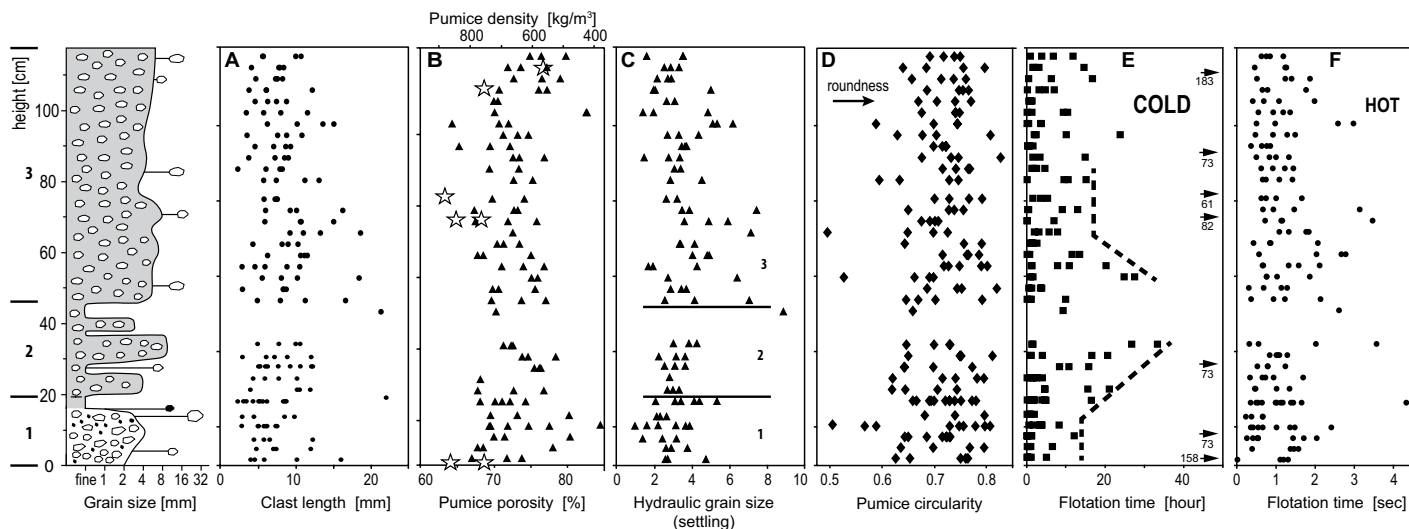 Pumice density [kg/m³]
800 600 400
A B C D E F
roundness
COLD HOT
height [cm]
100
80
60
40
20
0
3
2
1
3
2
1
183
73
61
82
73
73
158
fine 1 2 4 8 16 32
0 10 20
60 70 80
0 2 4 6 8 10
0.5 0.6 0.7 0.8
0 20 40
0 1 2 3 4
Grain size [mm]
Clast length [mm]
Pumice porosity [%]
Hydraulic grain size
(settling)
Pumice circularity
Flotation time [hour]
Flotation time [sec]